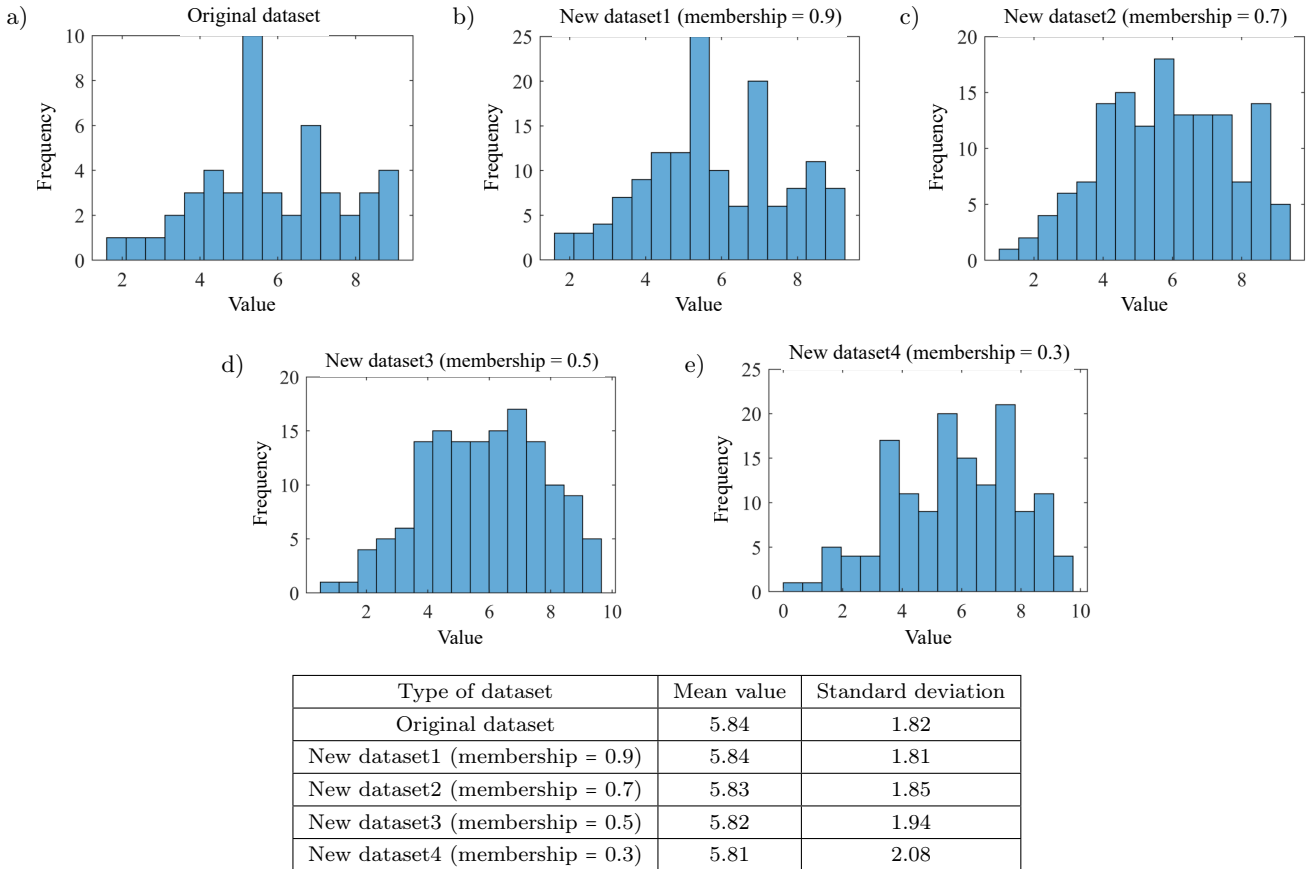 a)
Original dataset
10
8
6
4
2
0
Frequency
2 4 6 8
Value
b)
New dataset1 (membership = 0.9)
25
20
15
10
5
0
Frequency
2 4 6 8
Value
c)
New dataset2 (membership = 0.7)
20
15
10
5
0
Frequency
2 4 6 8
Value
d)
New dataset3 (membership = 0.5)
20
15
10
5
0
Frequency
2 4 6 8 10
Value
e)
New dataset4 (membership = 0.3)
25
20
15
10
5
0
Frequency
0 2 4 6 8 10
Value
Type of dataset Mean value Standard deviation
Original dataset 5.84 1.82
New dataset1 (membership = 0.9) 5.84 1.81
New dataset2 (membership = 0.7) 5.83 1.85
New dataset3 (membership = 0.5) 5.82 1.94
New dataset4 (membership = 0.3) 5.81 2.08